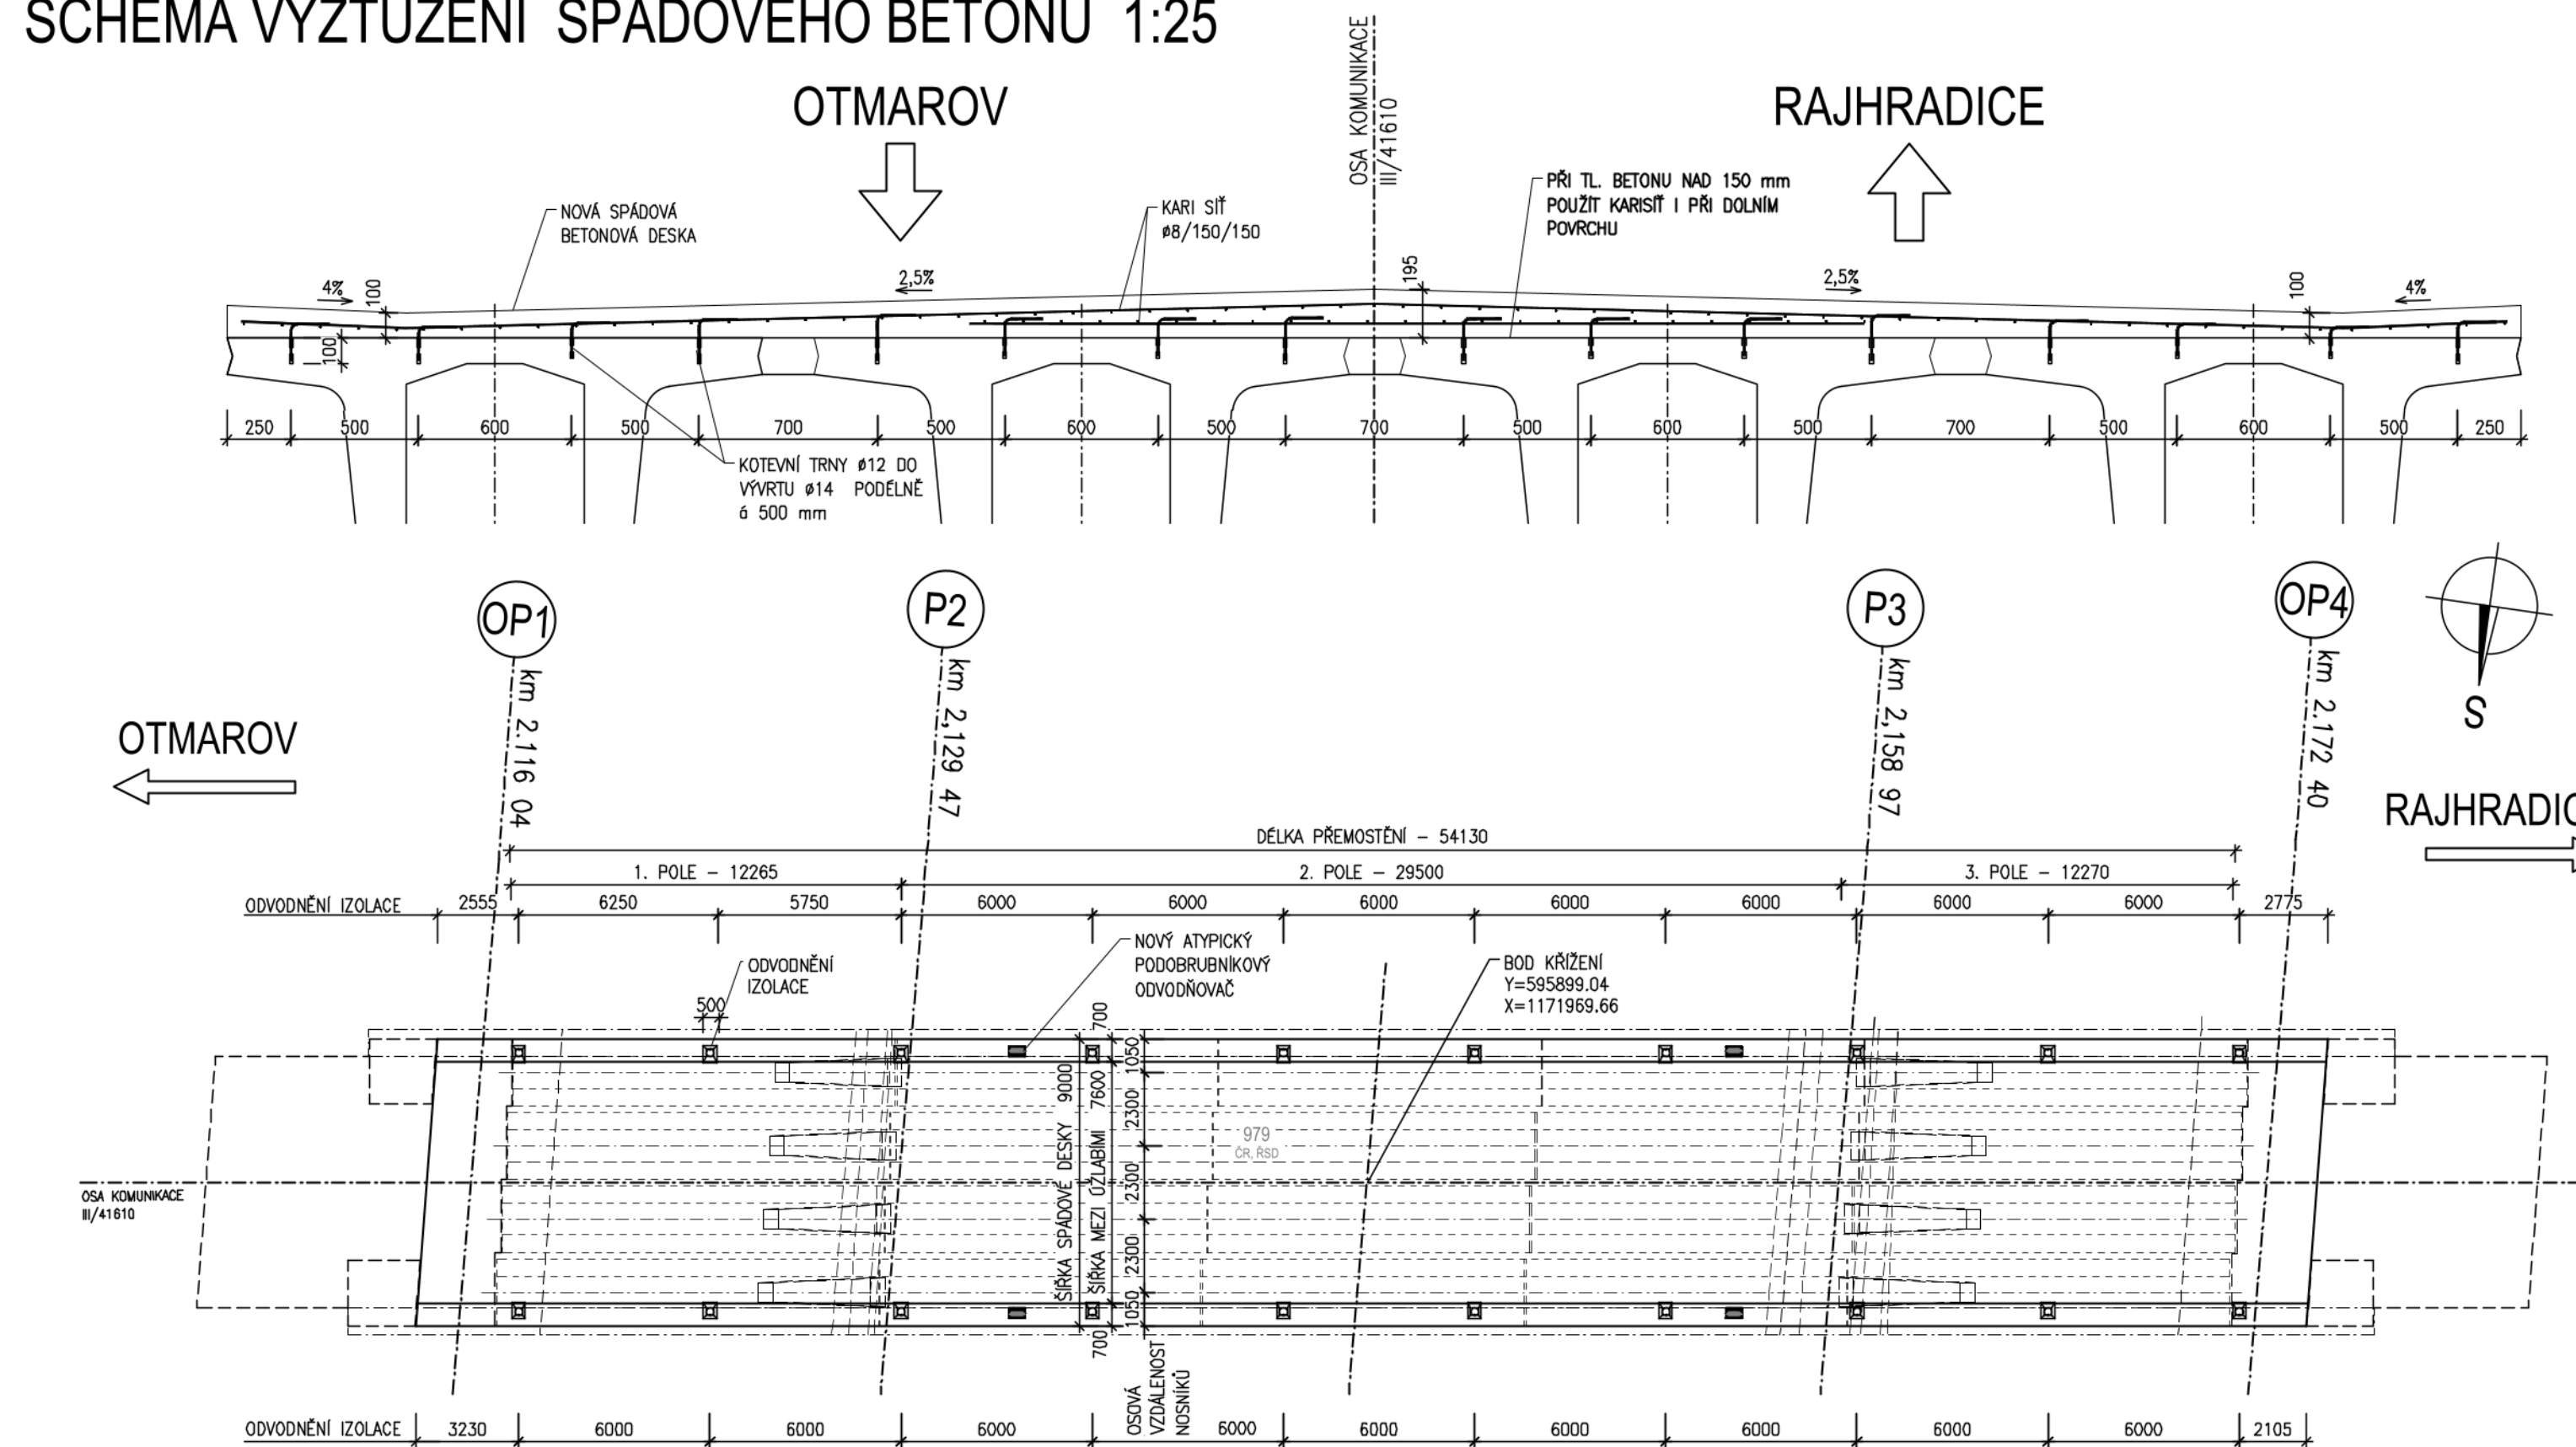 SCHÉMA VYZTUŽENÍ SPÁDOVÉHO BETONU 1:25
OTMAROV
OSA KOMUNIKACE
III/41610
RAJHRADICE
NOVÁ SPÁDOVÁ
BETONOVÁ DESKA
KARI SÍŤ
ø8/150/150
PŘI TL. BETONU NAD 150 mm
POUŽÍT KARISÍŤ I PŘI DOLNÍM
POVRCHU
4% 100 2,5% 195 2,5% 100 4%
100
250 500 600 500 700 500 600 500 700 500 600 500 700 500 600 500 250
KOTEVNÍ TRNY ø12 DO
VÝVRTU ø14 PODÉLNĚ
á 500 mm
OP1 P2 P3 OP4
km 2.116 04
km 2,129 47
km 2,158 97
km 2.172 40
S
OTMAROV
RAJHRADIC
DÉLKA PŘEMOSTĚNÍ - 54130
1. POLE - 12265 2. POLE - 29500 3. POLE - 12270
ODVODNĚNÍ IZOLACE 2555 6250 5750 6000 6000 6000 6000 6000 6000 6000 2775
ODVODNĚNÍ
IZOLACE
500
NOVÝ ATYPICKÝ
PODOBRUBNÍKOVÝ
ODVODŇOVAČ
BOD KŘÍŽENÍ
Y=595899.04
X=1171969.66
ŠÍŘKA SPÁDOVÉ DESKY 9000
700 ŠÍŘKA MEZI ÚŽLABÍMI 7600 700
1050 2300 2300 2300 1050
OSOVÁ
VZDÁLENOST
NOSNÍKŮ
979
ČR, ŘSD
OSA KOMUNIKACE
III/41610
ODVODNĚNÍ IZOLACE 3230 6000 6000 6000 6000 6000 6000 6000 6000 6000 2105